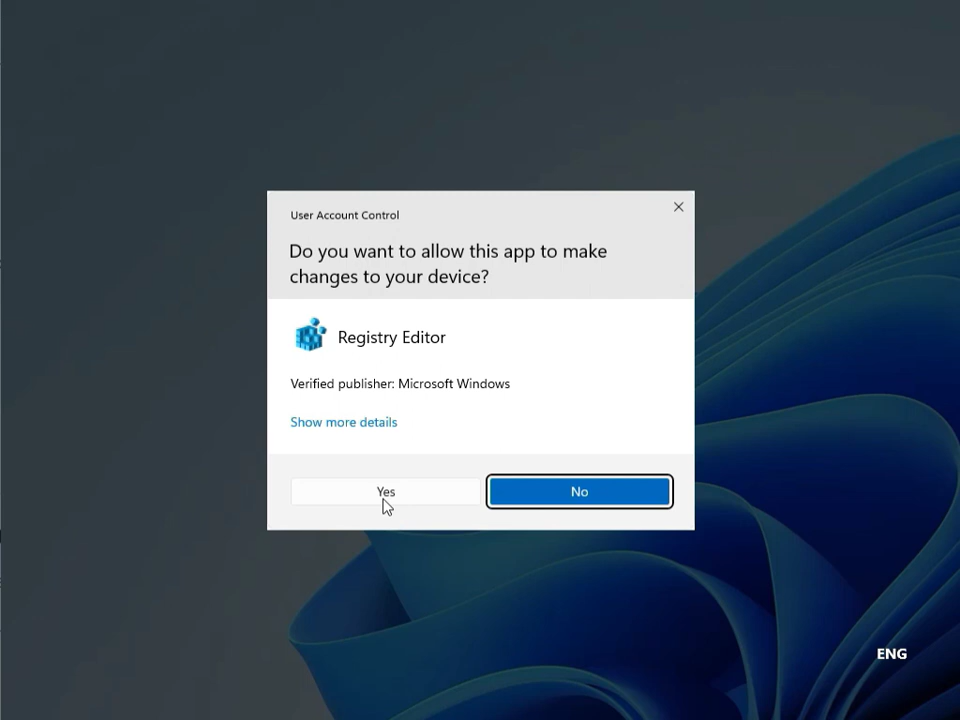 User Account Control
Do you want to allow this app to make
changes to your device?
Registry Editor
Verified publisher: Microsoft Windows
Show more details
Yes
No
ENG